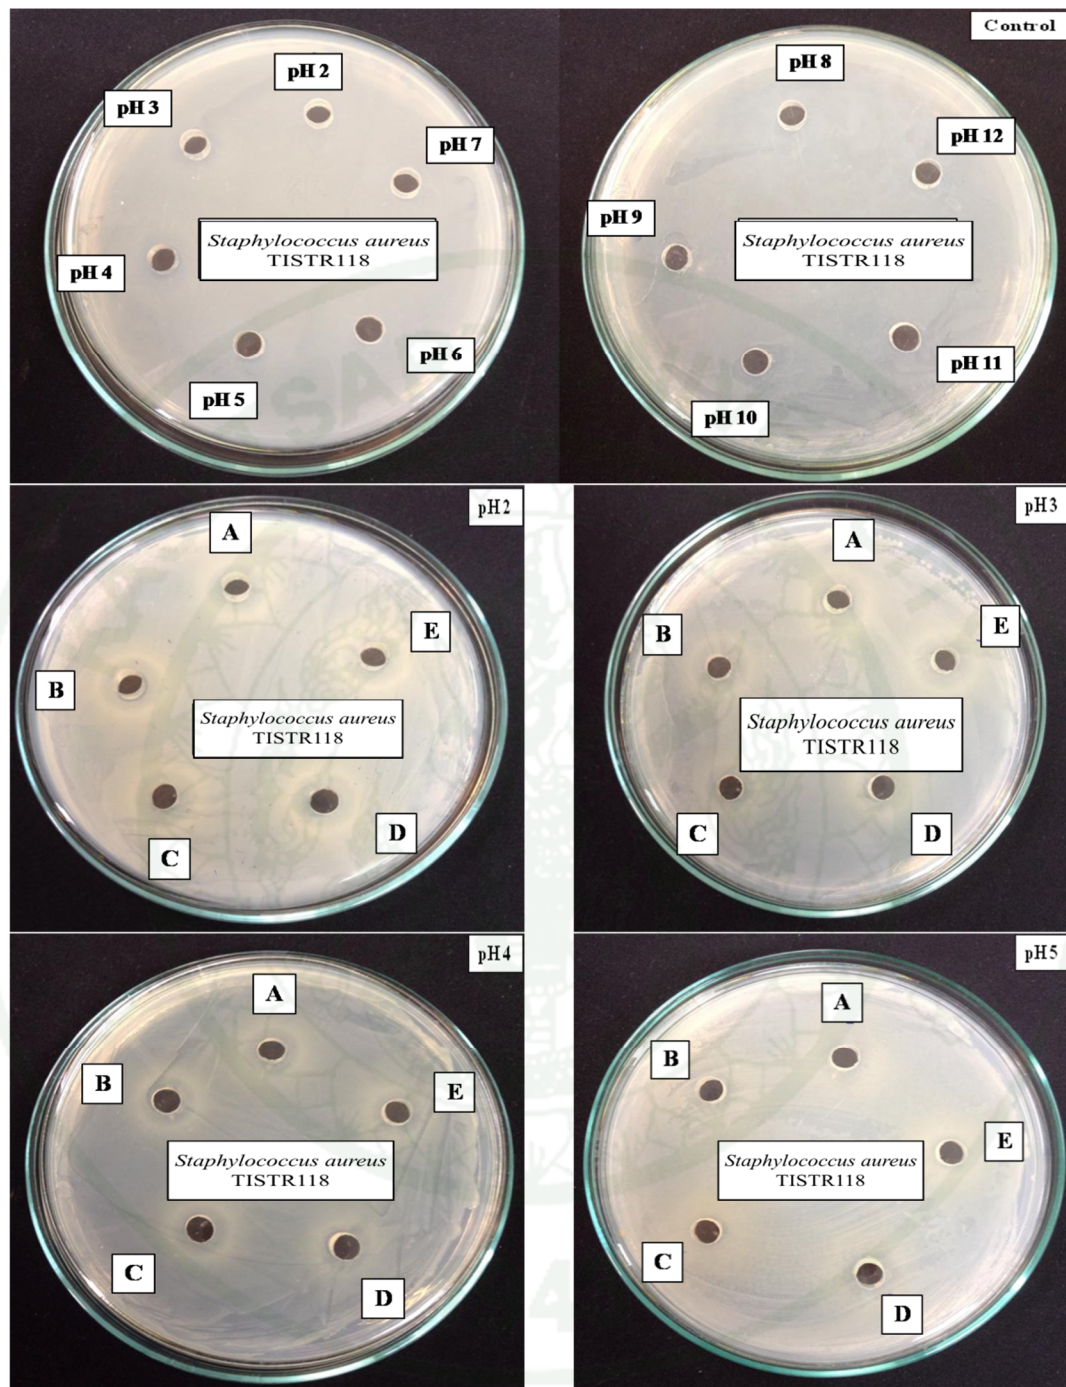 Control
pH 2
pH 3
pH 7
Staphylococcus aureus
TISTR118
pH 4
pH 6
pH 5
pH 8
pH 12
pH 9
Staphylococcus aureus
TISTR118
pH 11
pH 10
pH2
A
E
B
Staphylococcus aureus
TISTR118
D
C
pH3
A
E
B
Staphylococcus aureus
TISTR118
C
D
pH4
A
B
E
Staphylococcus aureus
TISTR118
C
D
pH5
A
B
E
Staphylococcus aureus
TISTR118
C
D